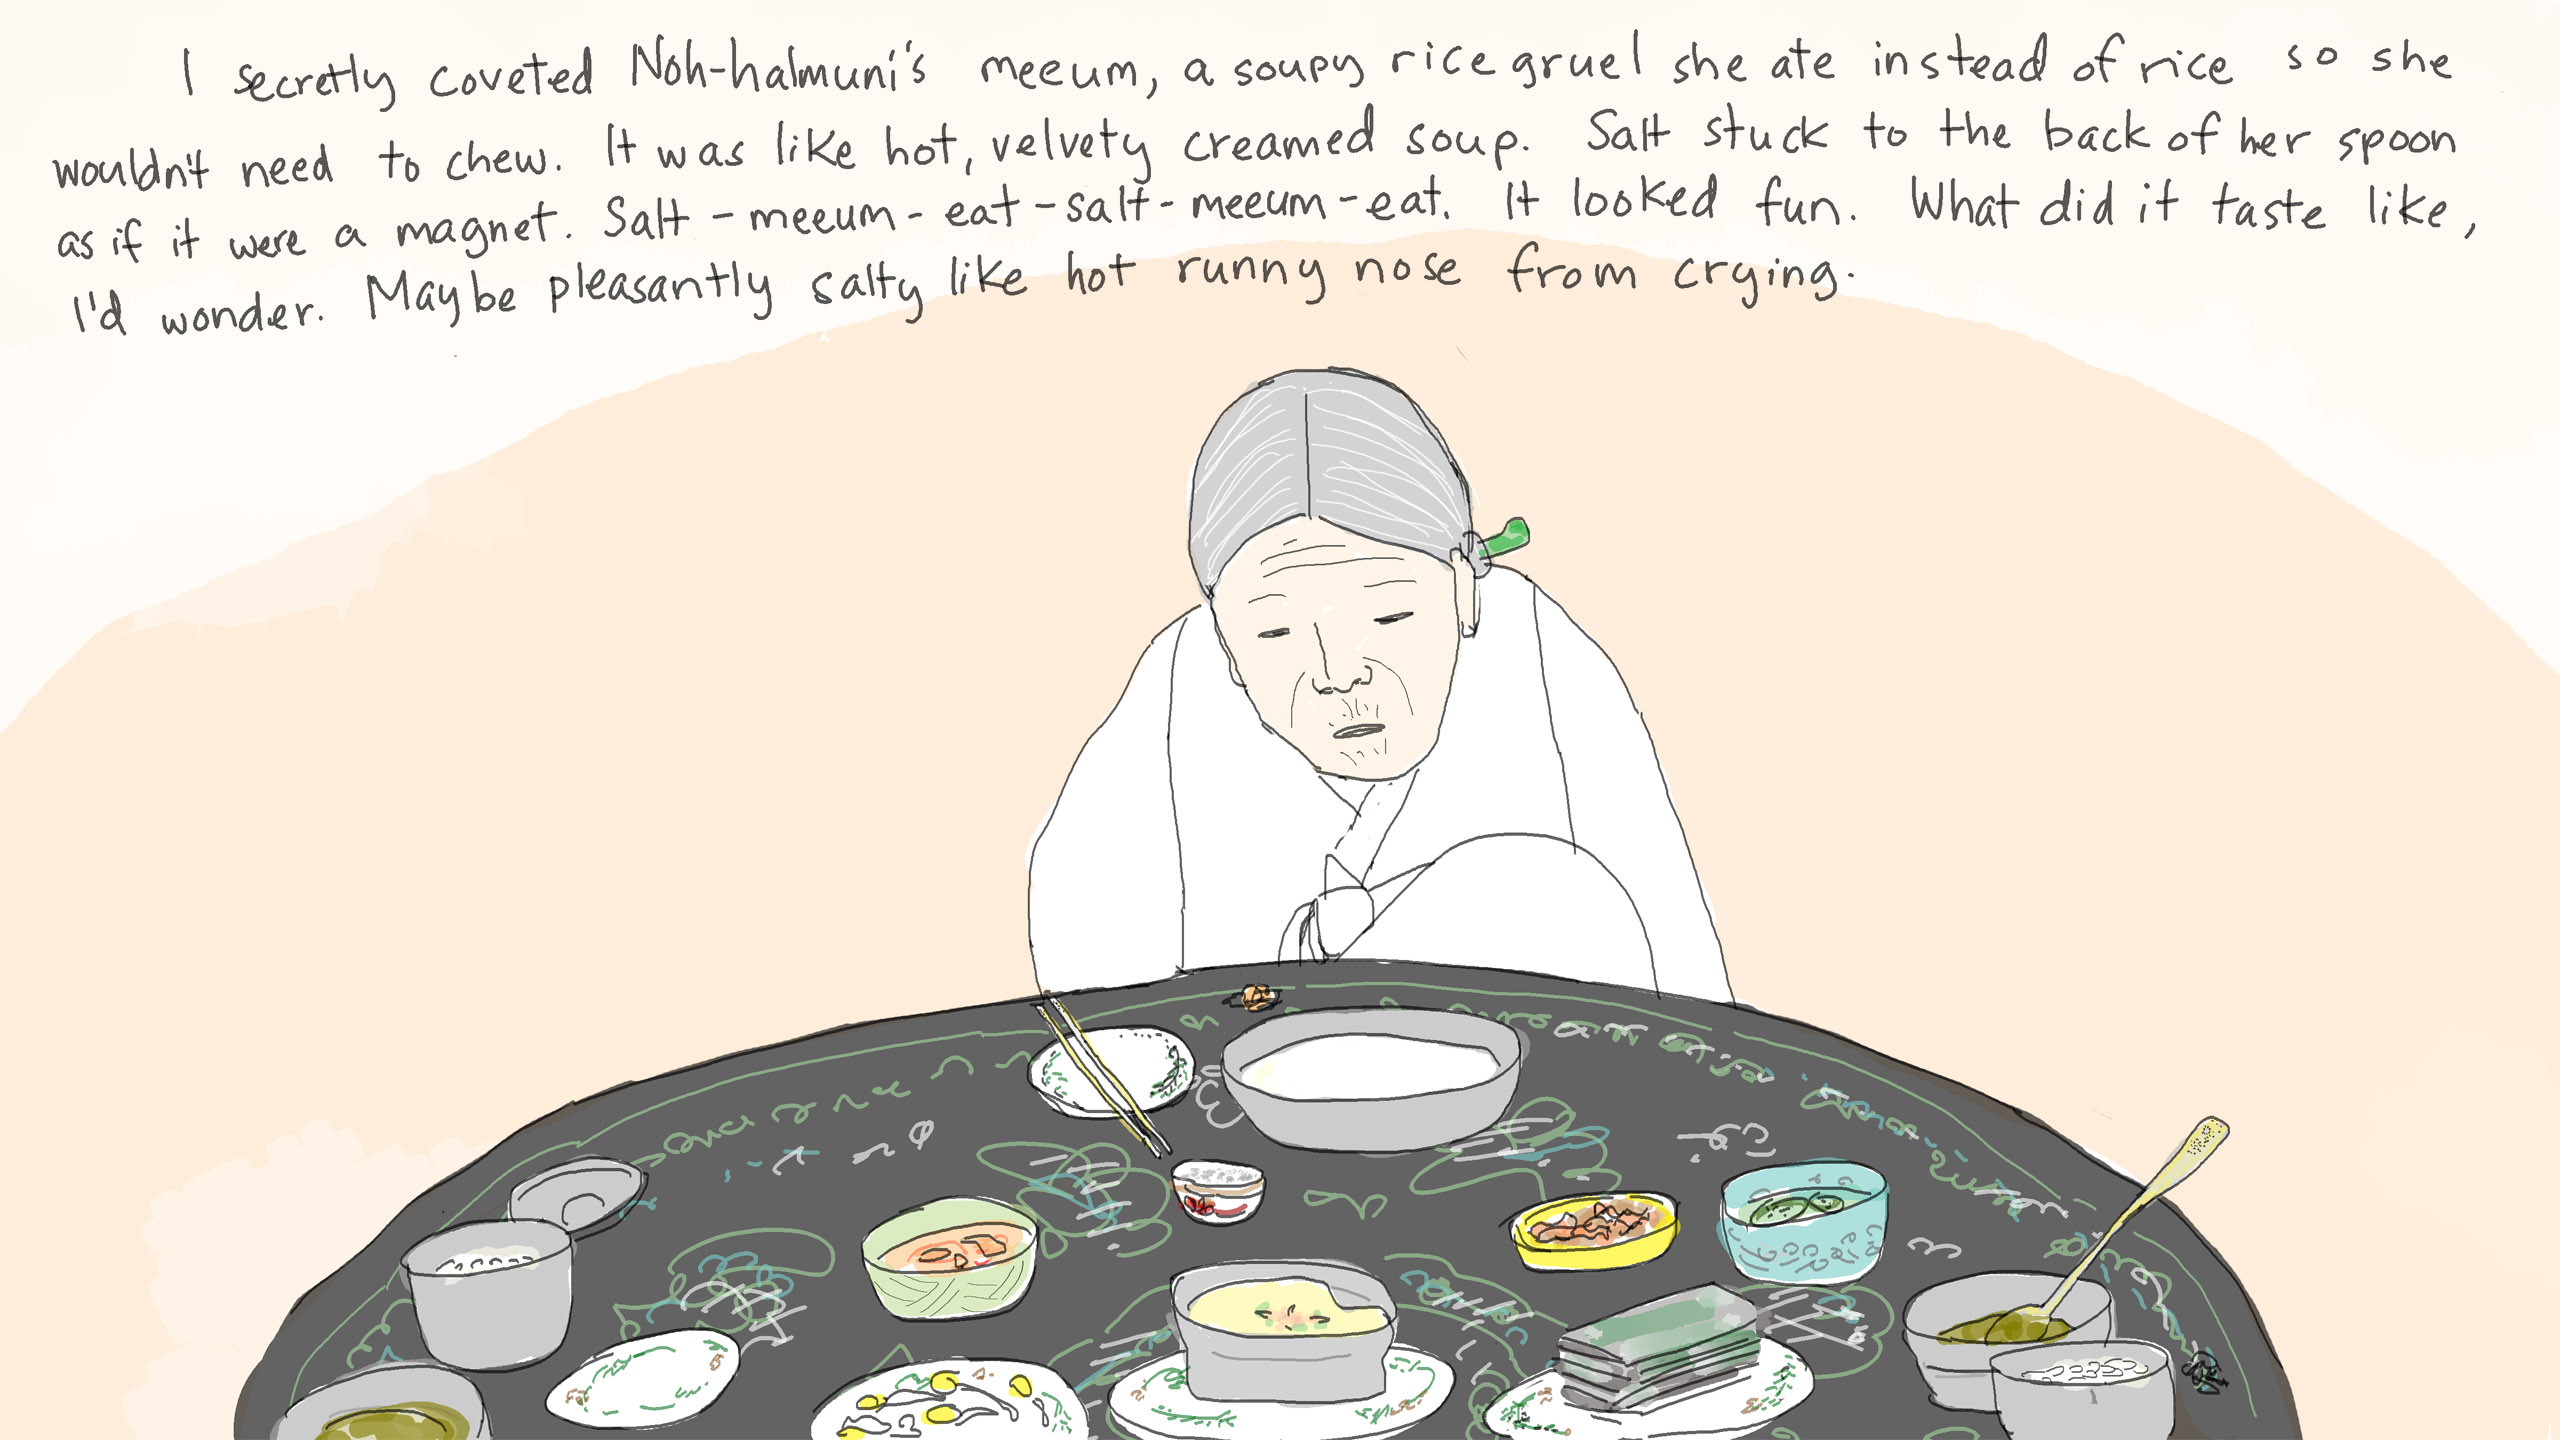 I secretly coveted Noh-halmuni's meeum, a soupy rice gruel she ate instead of rice so she
wouldn't need to chew. It was like hot, velvety creamed soup. Salt stuck to the back of her spoon
as if it were a magnet. Salt-meeum-eat-salt-meeum-eat. It looked fun. What did it taste like,
I'd wonder. Maybe pleasantly salty like hot runny nose from crying.